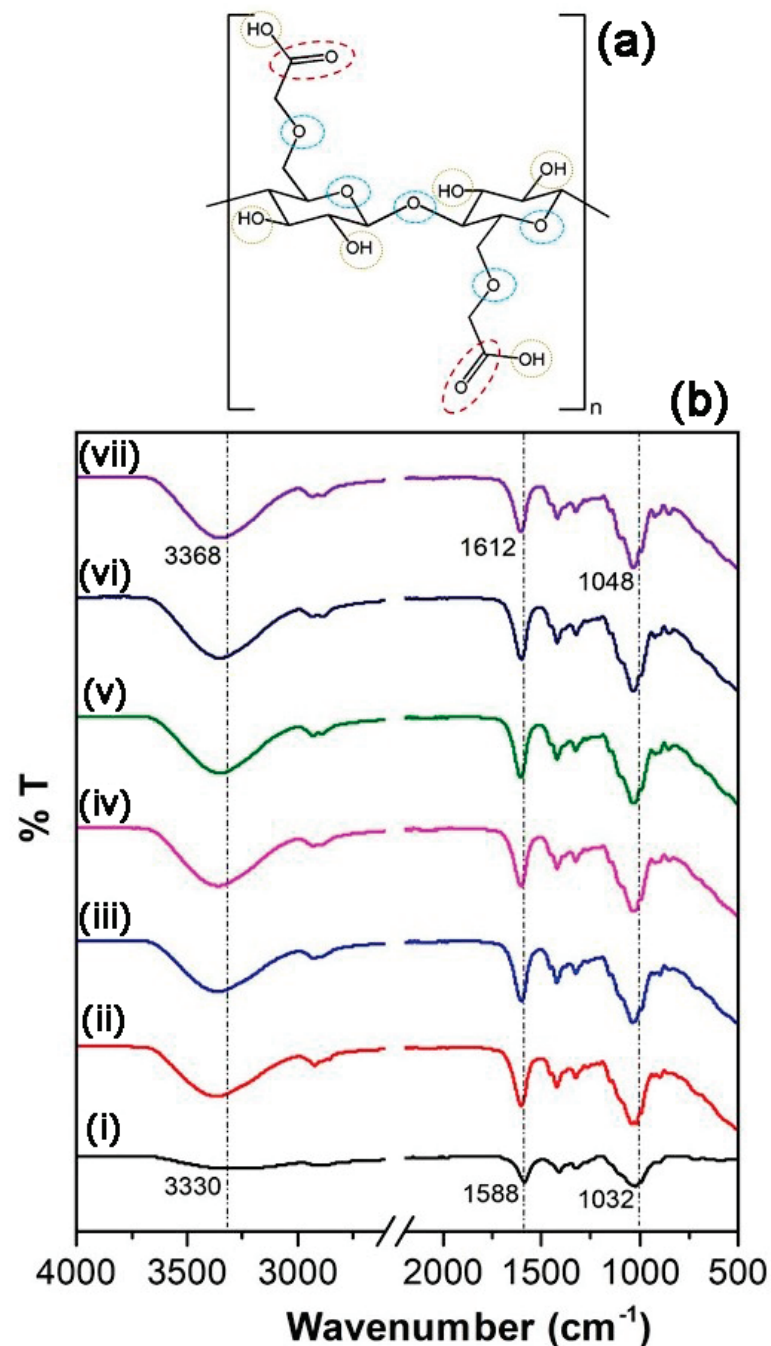 (a)
HO
O
O
O
HO
OH
O
HO
OH
O
O
OH
O
n
(b)
(vii)
3368
1612
1048
(vi)
(v)
(iv)
(iii)
(ii)
(i)
3330
1588
1032
% T
4000 3500 3000 2000 1500 1000 500
Wavenumber (cm⁻¹)